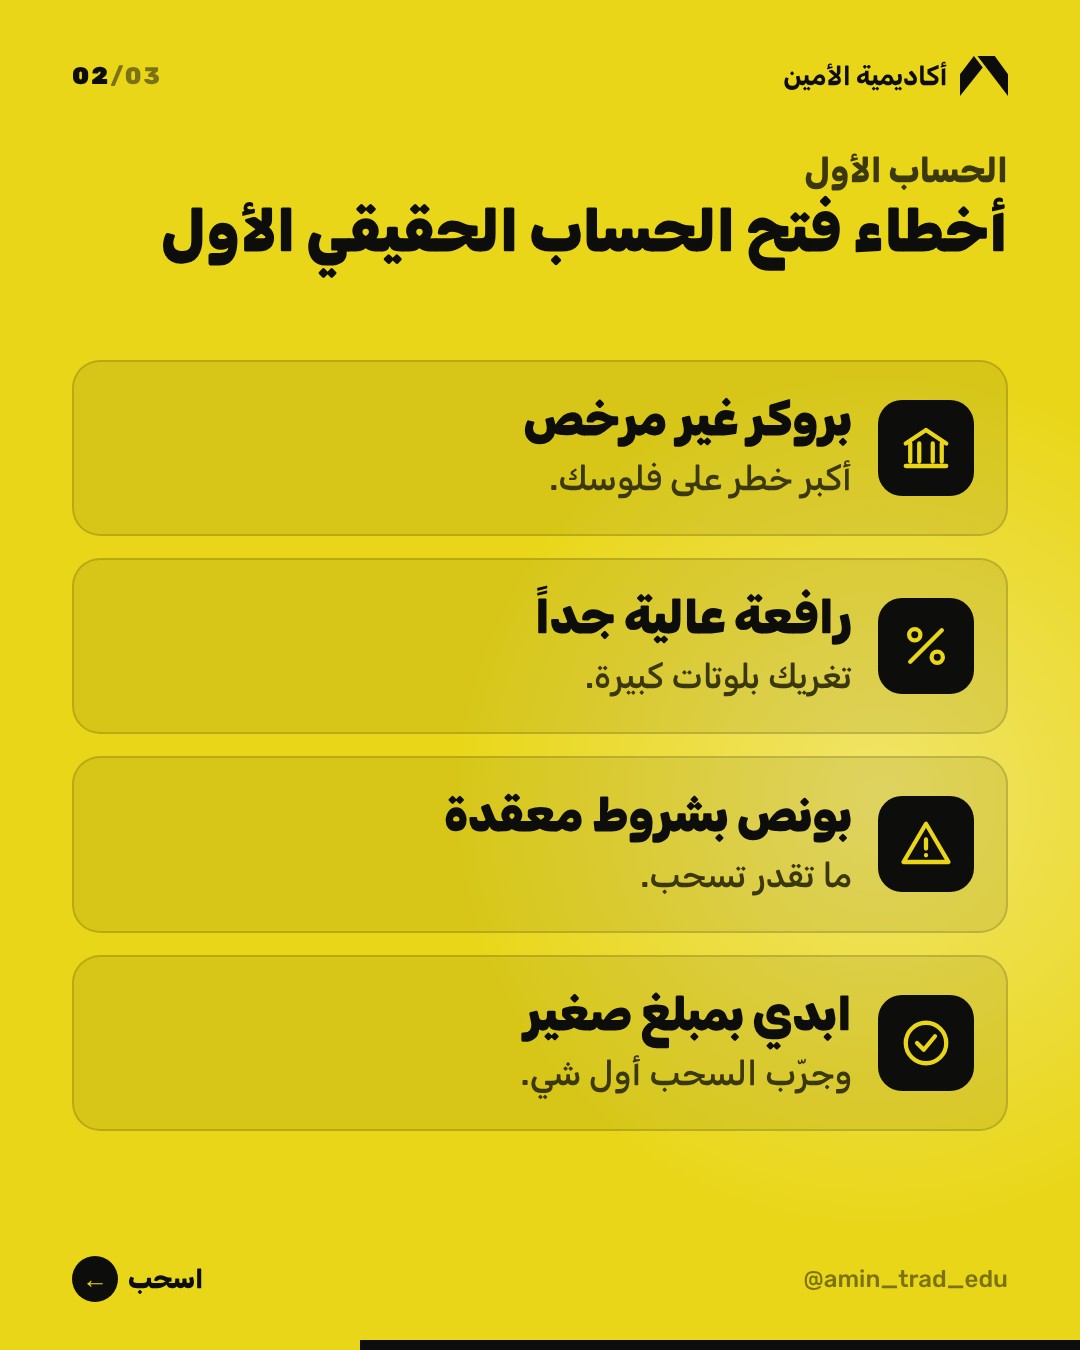 أكاديمية الأمين
02/03
الحساب الأول
أخطاء فتح الحساب الحقيقي الأول
بروكر غير مرخص
أكبر خطر على فلوسك.
رافعة عالية جداً
تغريك بلوتات كبيرة.
بونص بشروط معقدة
ما تقدر تسحب.
ابدي بمبلغ صغير
وجرّب السحب أول شي.
@amin_trad_edu
اسحب ←